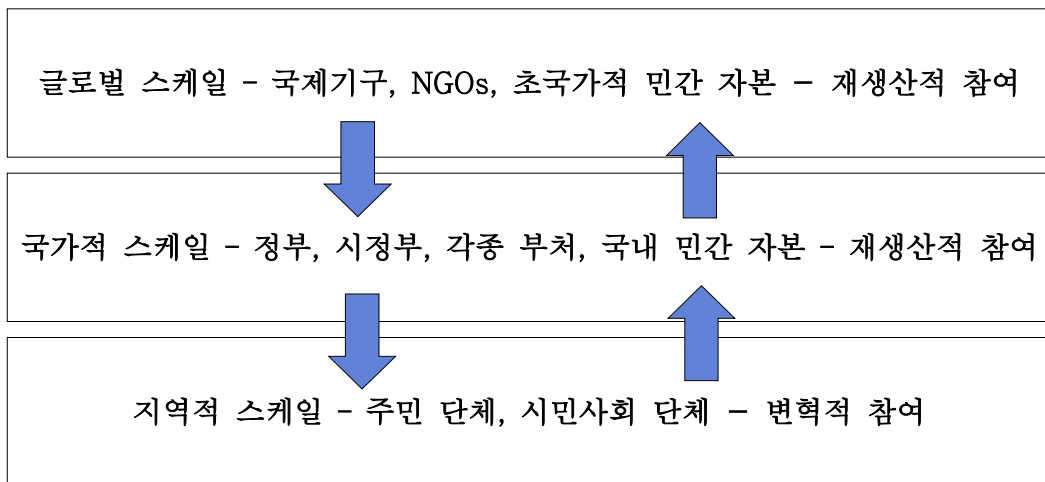 글로벌 스케일 – 국제기구, NGOs, 초국가적 민간 자본 – 재생산적 참여
국가적 스케일 – 정부, 시정부, 각종 부처, 국내 민간 자본 – 재생산적 참여
지역적 스케일 – 주민 단체, 시민사회 단체 – 변혁적 참여